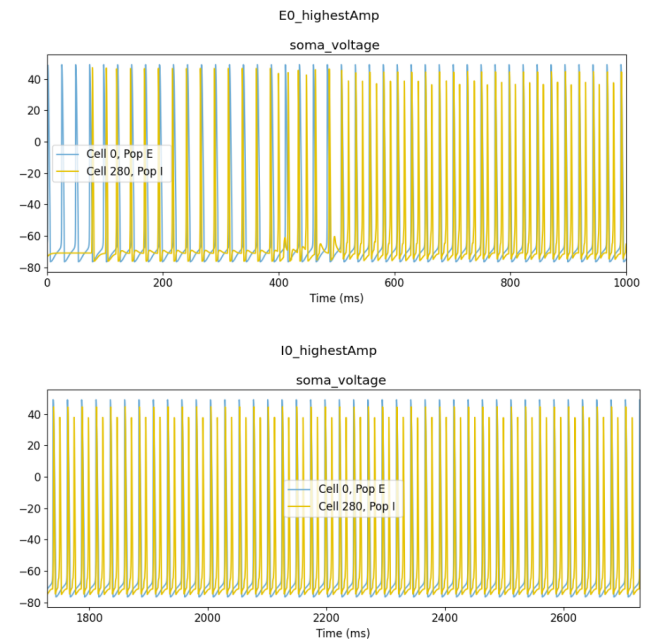 E0_highestAmp
soma_voltage
40
20
0
−20
−40
−60
−80
Cell 0, Pop E
Cell 280, Pop I
0
200
400
600
800
1000
Time (ms)
I0_highestAmp
soma_voltage
40
20
0
−20
−40
−60
−80
Cell 0, Pop E
Cell 280, Pop I
1800
2000
2200
2400
2600
Time (ms)